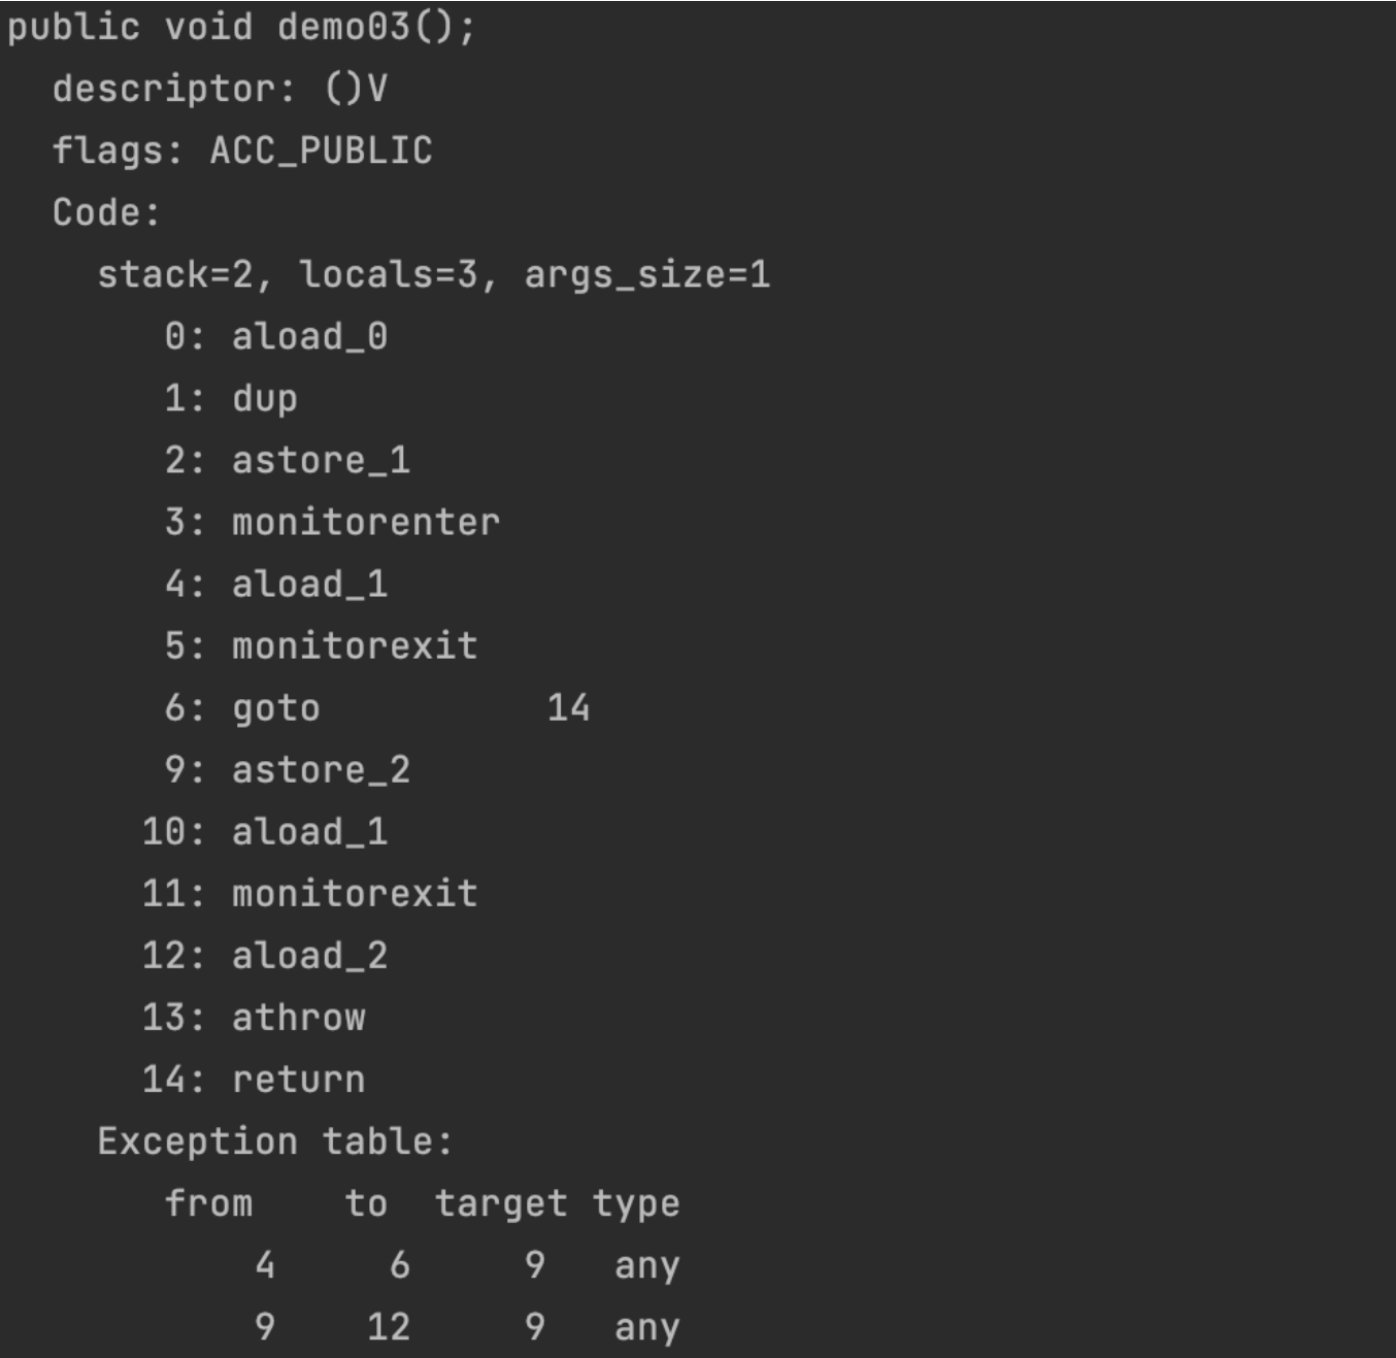 public void demo03();
descriptor: ()V
flags: ACC_PUBLIC
Code:
stack=2, locals=3, args_size=1
0: aload_0
1: dup
2: astore_1
3: monitorenter
4: aload_1
5: monitorexit
6: goto 14
9: astore_2
10: aload_1
11: monitorexit
12: aload_2
13: athrow
14: return
Exception table:
from to target type
4 6 9 any
9 12 9 any